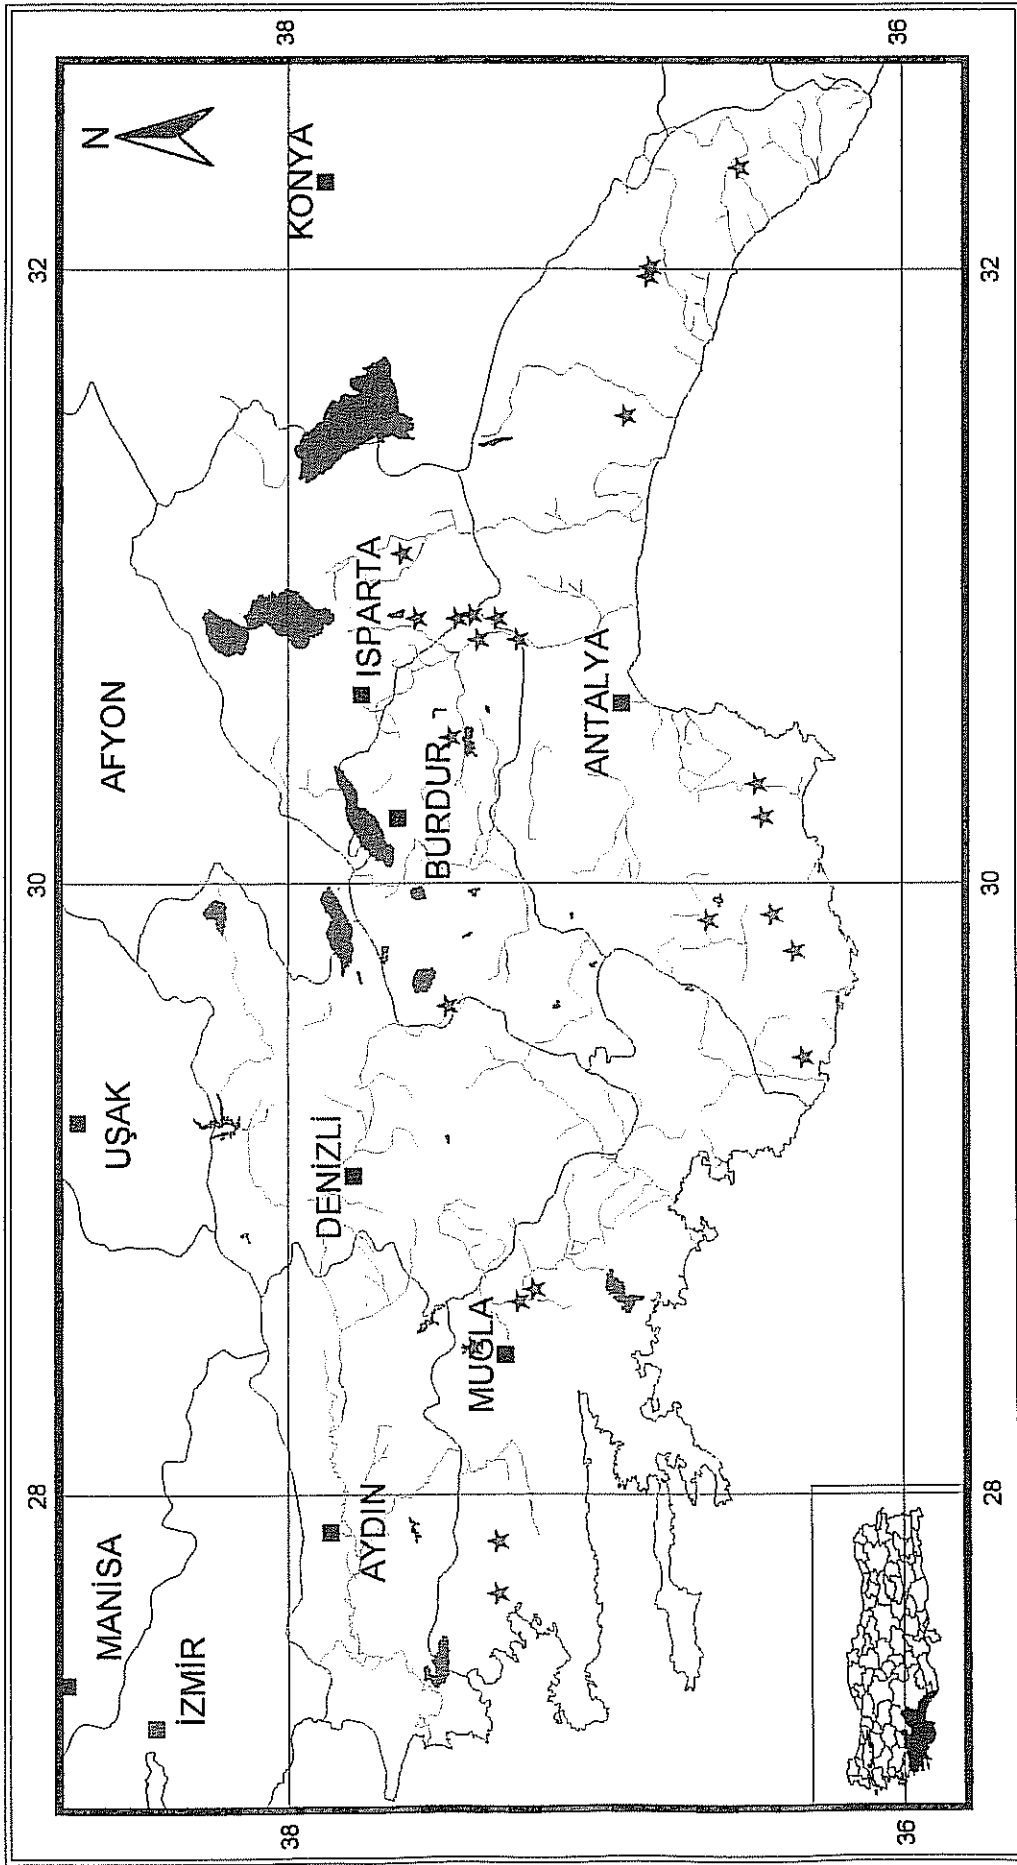 28
30
32
MANİSA
UŞAK
AFYON
N
İZMİR
38
38
KONYA
AYDIN
DENİZLİ
ISPARTA
BURDUR
MUĞLA
ANTALYA
36
36
28
30
32